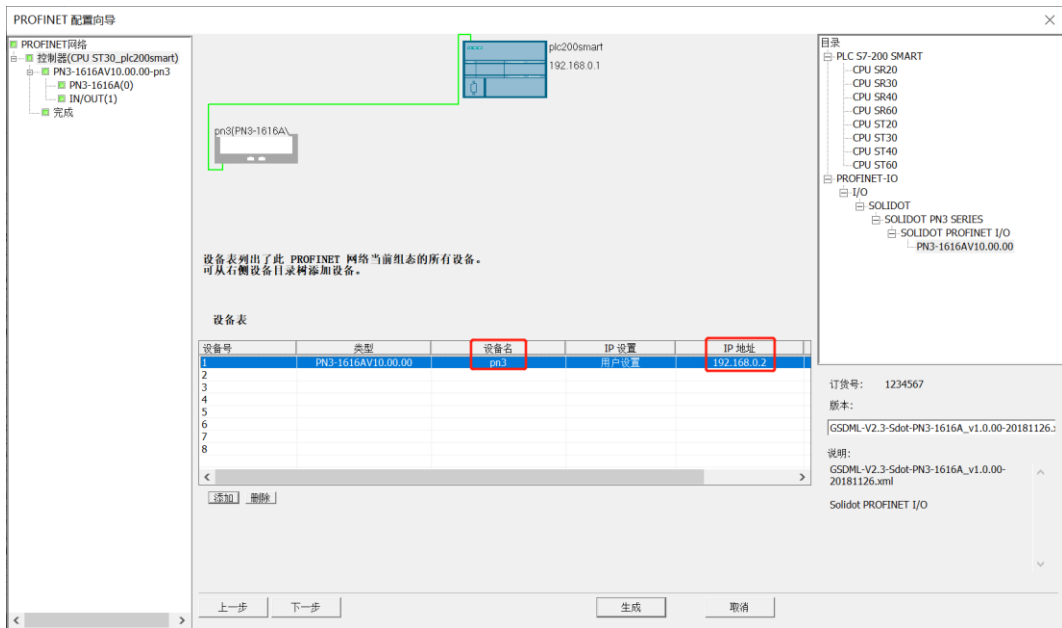 PROFINET 配置向导
PROFINET网络
控制器(CPU ST30_plc200smart)
PN3-1616AV10.00.00-pn3
PN3-1616A(0)
IN/OUT(1)
完成
plc200smart
192.168.0.1
pn3(PN3-1616A\
设备表列出了此 PROFINET 网络当前组态的所有设备。
可从右侧设备目录树添加设备。
设备表
设备号 类型 设备名 IP 设置 IP 地址
1 PN3-1616AV10.00.00 pn3 用户设置 192.168.0.2
2
3
4
5
6
7
8
添加 删除
上一步 下一步 生成 取消
目录
PLC S7-200 SMART
CPU SR20
CPU SR30
CPU SR40
CPU SR60
CPU ST20
CPU ST30
CPU ST40
CPU ST60
PROFINET-IO
I/O
SOLIDOT
SOLIDOT PN3 SERIES
SOLIDOT PROFINET I/O
PN3-1616AV10.00.00
订货号: 1234567
版本:
GSDML-V2.3-Sdot-PN3-1616A_v1.0.00-20181126.
说明:
GSDML-V2.3-Sdot-PN3-1616A_v1.0.00-
20181126.xml
Solidot PROFINET I/O